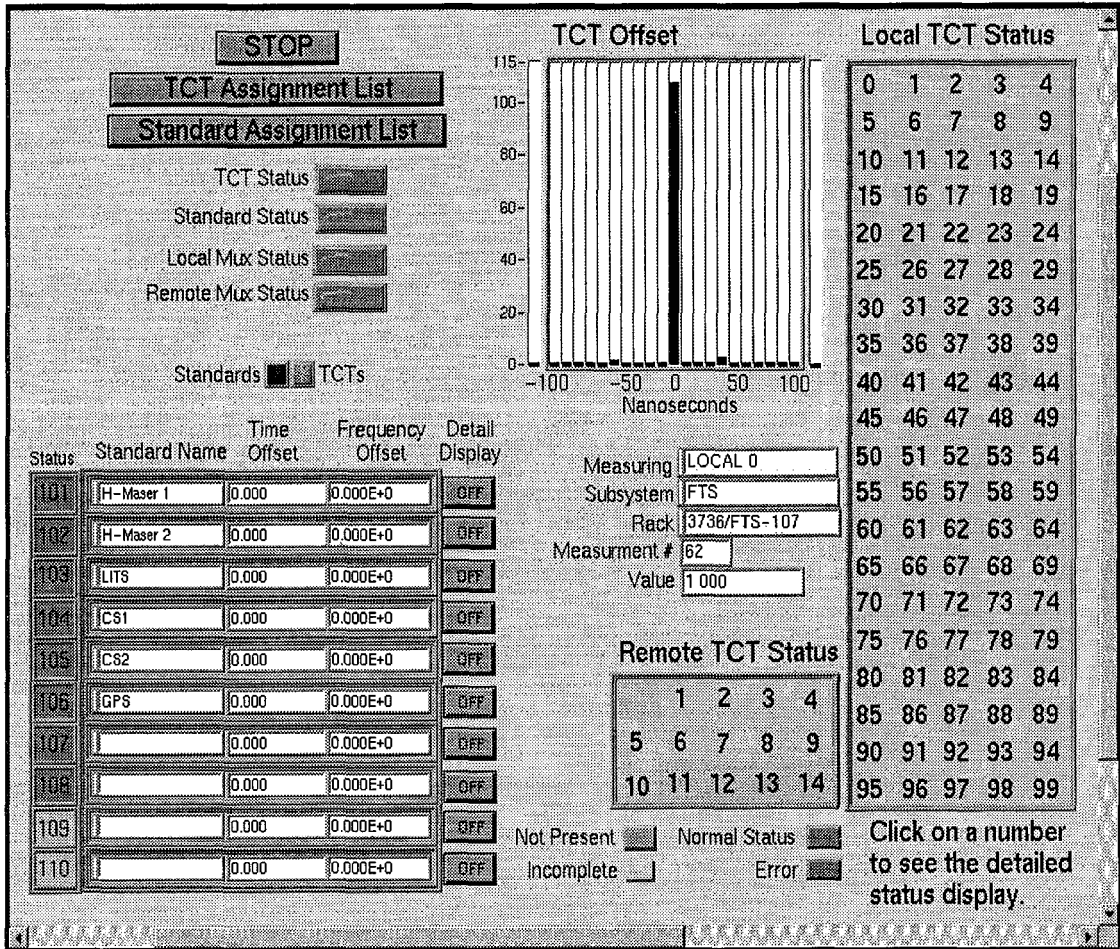 STOP
TCT Assignment List
Standard Assignment List
TCT Status
Standard Status
Local Mux Status
Remote Mux Status
Standards TCTs
TCT Offset
115-
100-
80-
60-
40-
20-
0-
-100 -50 0 50 100
Nanoseconds
Status Standard Name Time Offset Frequency Offset Detail Display
101 H-Maser 1 0.000 0.000E+0 OFF
102 H-Maser 2 0.000 0.000E+0 OFF
103 LITS 0.000 0.000E+0 OFF
104 CS1 0.000 0.000E+0 OFF
105 CS2 0.000 0.000E+0 OFF
106 GPS 0.000 0.000E+0 OFF
107 0.000 0.000E+0 OFF
108 0.000 0.000E+0 OFF
109 0.000 0.000E+0 OFF
110 0.000 0.000E+0 OFF
Measuring LOCAL 0
Subsystem FTS
Rack 3736/FTS-107
Measurment # 62
Value 1 000
Remote TCT Status
1 2 3 4
5 6 7 8 9
10 11 12 13 14
Not Present Normal Status
Incomplete Error
Local TCT Status
0 1 2 3 4
5 6 7 8 9
10 11 12 13 14
15 16 17 18 19
20 21 22 23 24
25 26 27 28 29
30 31 32 33 34
35 36 37 38 39
40 41 42 43 44
45 46 47 48 49
50 51 52 53 54
55 56 57 58 59
60 61 62 63 64
65 66 67 68 69
70 71 72 73 74
75 76 77 78 79
80 81 82 83 84
85 86 87 88 89
90 91 92 93 94
95 96 97 98 99
Click on a number
to see the detailed
status display.